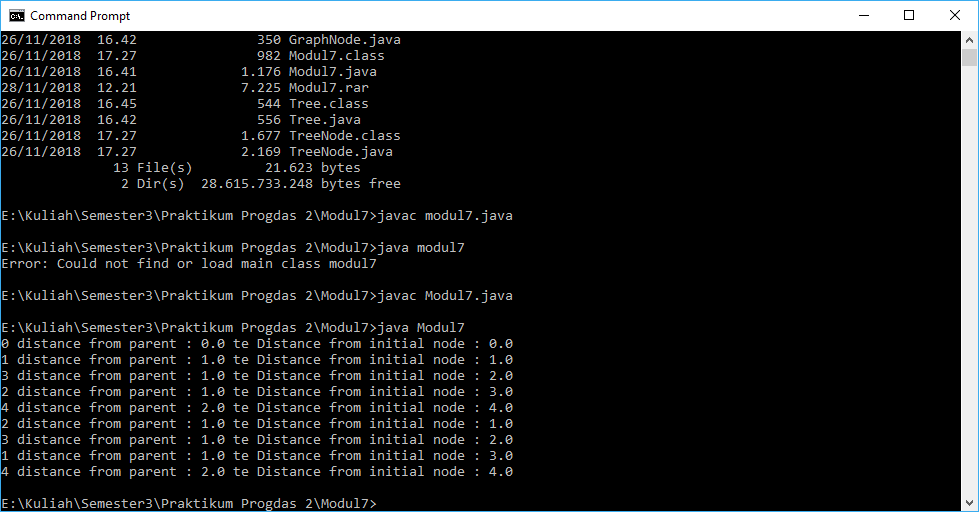 Command Prompt
26/11/2018  16.42               350 GraphNode.java
26/11/2018  17.27               982 Modul7.class
26/11/2018  16.41             1.176 Modul7.java
28/11/2018  12.21             7.225 Modul7.rar
26/11/2018  16.45               544 Tree.class
26/11/2018  16.42               556 Tree.java
26/11/2018  17.27             1.677 TreeNode.class
26/11/2018  17.27             2.169 TreeNode.java
              13 File(s)         21.623 bytes
               2 Dir(s)  28.615.733.248 bytes free
E:\Kuliah\Semester3\Praktikum Progdas 2\Modul7>javac modul7.java
E:\Kuliah\Semester3\Praktikum Progdas 2\Modul7>java modul7
Error: Could not find or load main class modul7
E:\Kuliah\Semester3\Praktikum Progdas 2\Modul7>javac Modul7.java
E:\Kuliah\Semester3\Praktikum Progdas 2\Modul7>java Modul7
0 distance from parent : 0.0 te Distance from initial node : 0.0
1 distance from parent : 1.0 te Distance from initial node : 1.0
3 distance from parent : 1.0 te Distance from initial node : 2.0
2 distance from parent : 1.0 te Distance from initial node : 3.0
4 distance from parent : 2.0 te Distance from initial node : 4.0
2 distance from parent : 1.0 te Distance from initial node : 1.0
3 distance from parent : 1.0 te Distance from initial node : 2.0
1 distance from parent : 1.0 te Distance from initial node : 3.0
4 distance from parent : 2.0 te Distance from initial node : 4.0
E:\Kuliah\Semester3\Praktikum Progdas 2\Modul7>